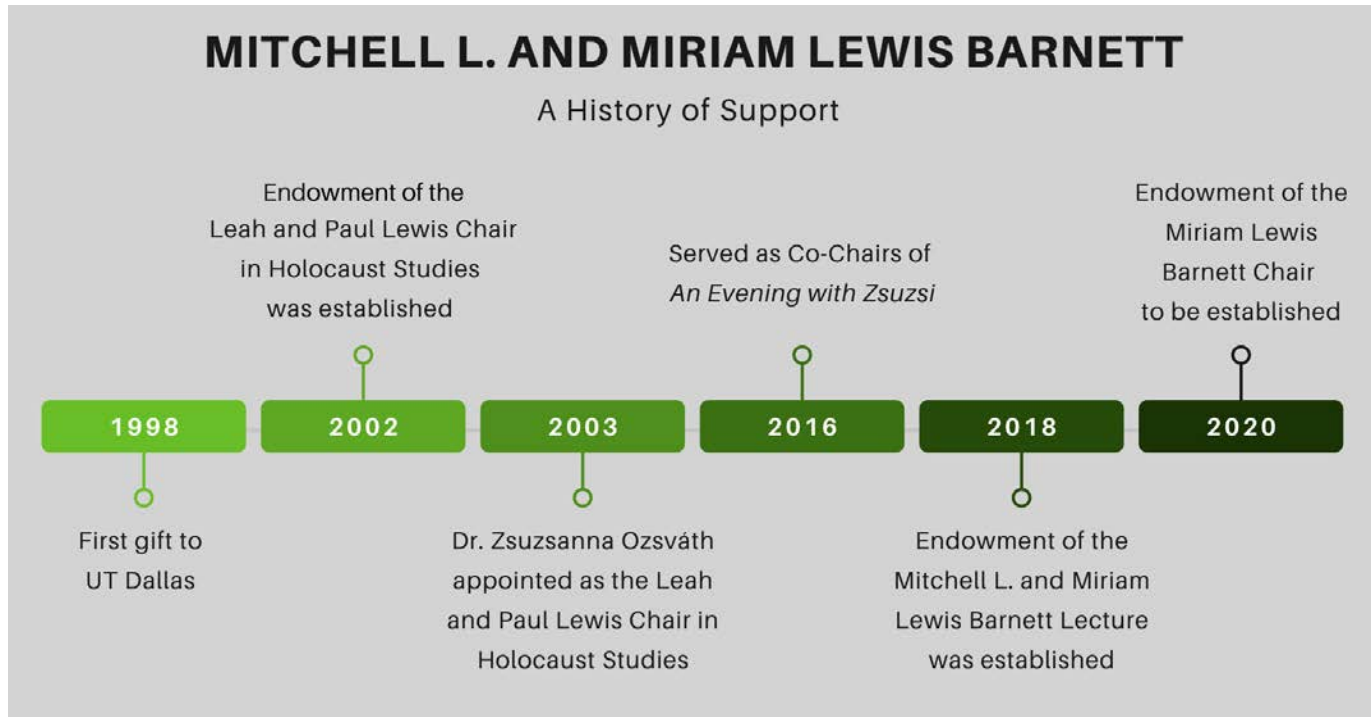 MITCHELL L. AND MIRIAM LEWIS BARNETT
A History of Support
Endowment of the
Leah and Paul Lewis Chair
in Holocaust Studies
was established
Served as Co-Chairs of
An Evening with Zsuzsi
Endowment of the
Miriam Lewis
Barnett Chair
to be established
1998
2002
2003
2016
2018
2020
First gift to
UT Dallas
Dr. Zsuzsanna Ozsváth
appointed as the Leah
and Paul Lewis Chair in
Holocaust Studies
Endowment of the
Mitchell L. and Miriam
Lewis Barnett Lecture
was established